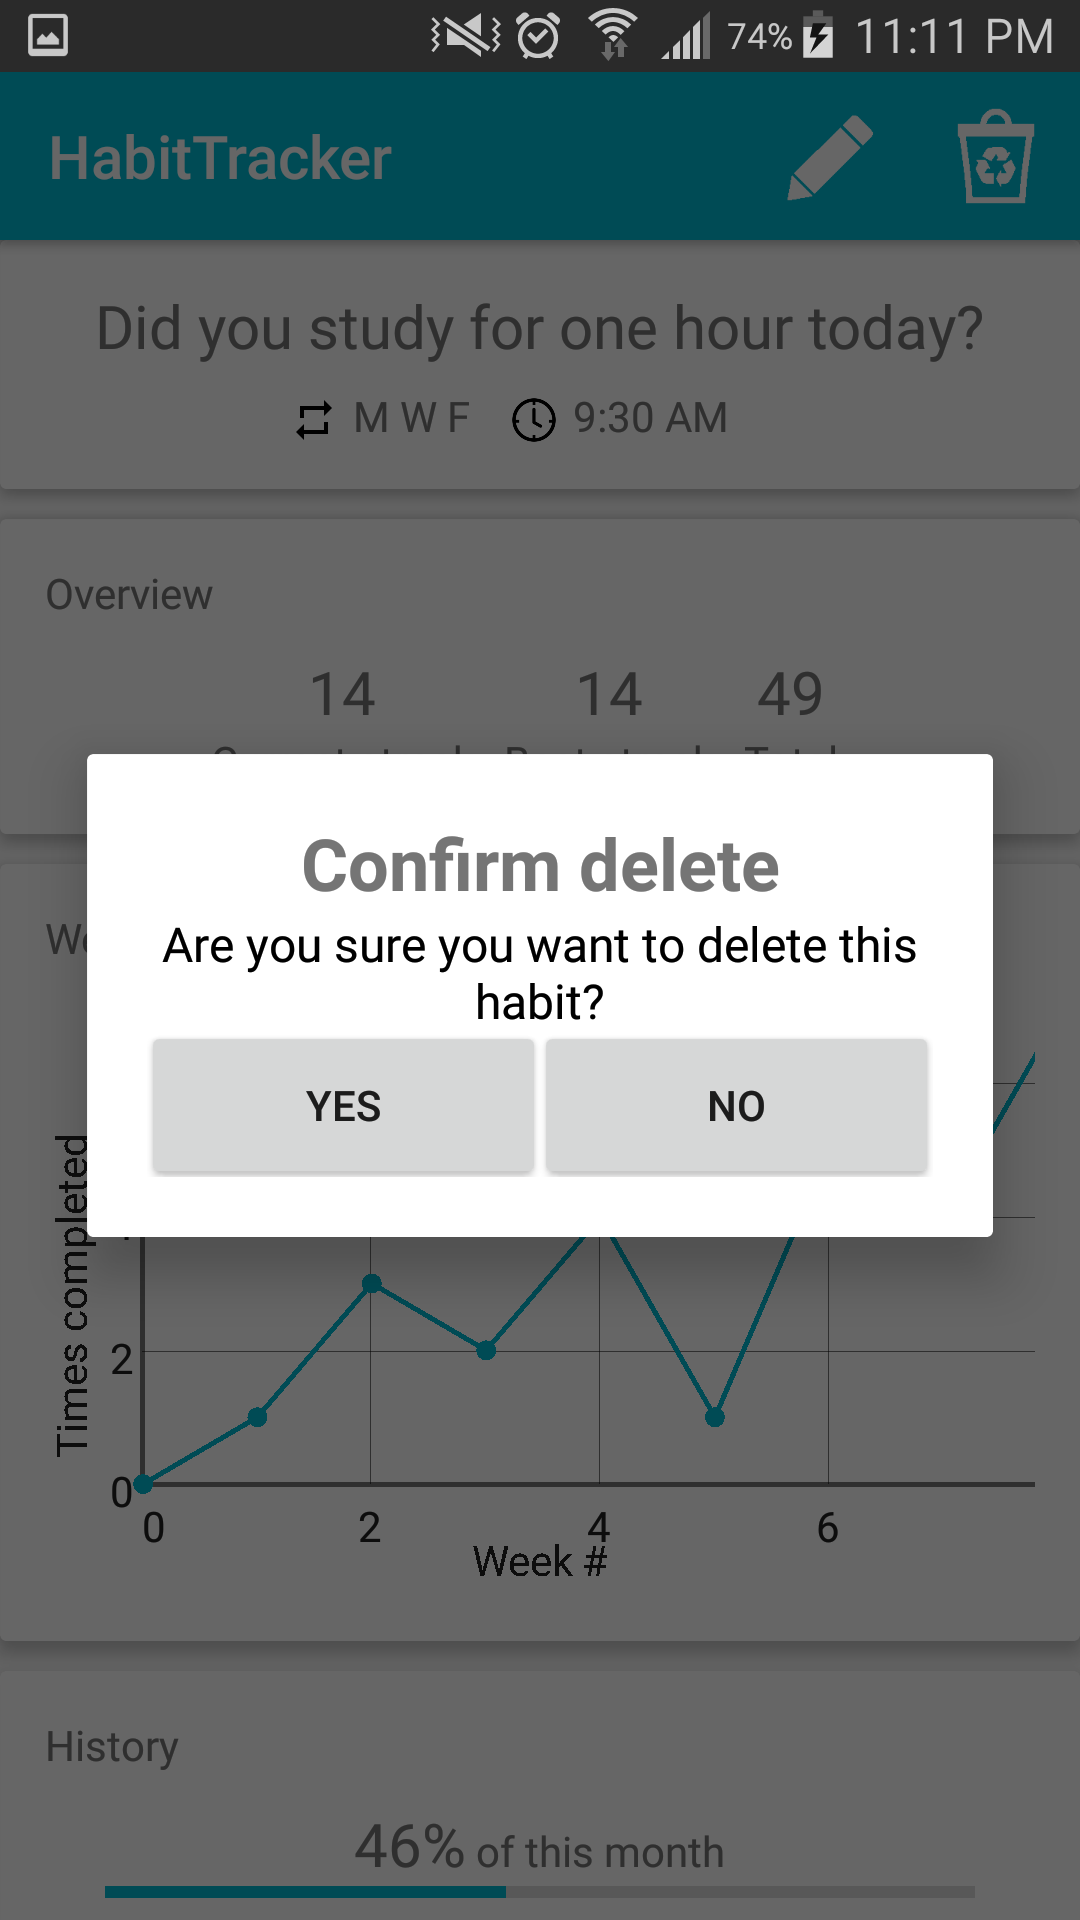 74% 11:11 PM
HabitTracker
Did you study for one hour today?
M W F 9:30 AM
Overview
14 14 49
Confirm delete
Are you sure you want to delete this
habit?
YES NO
Times completed
2
0
0 2 4 6
Week #
History
46% of this month